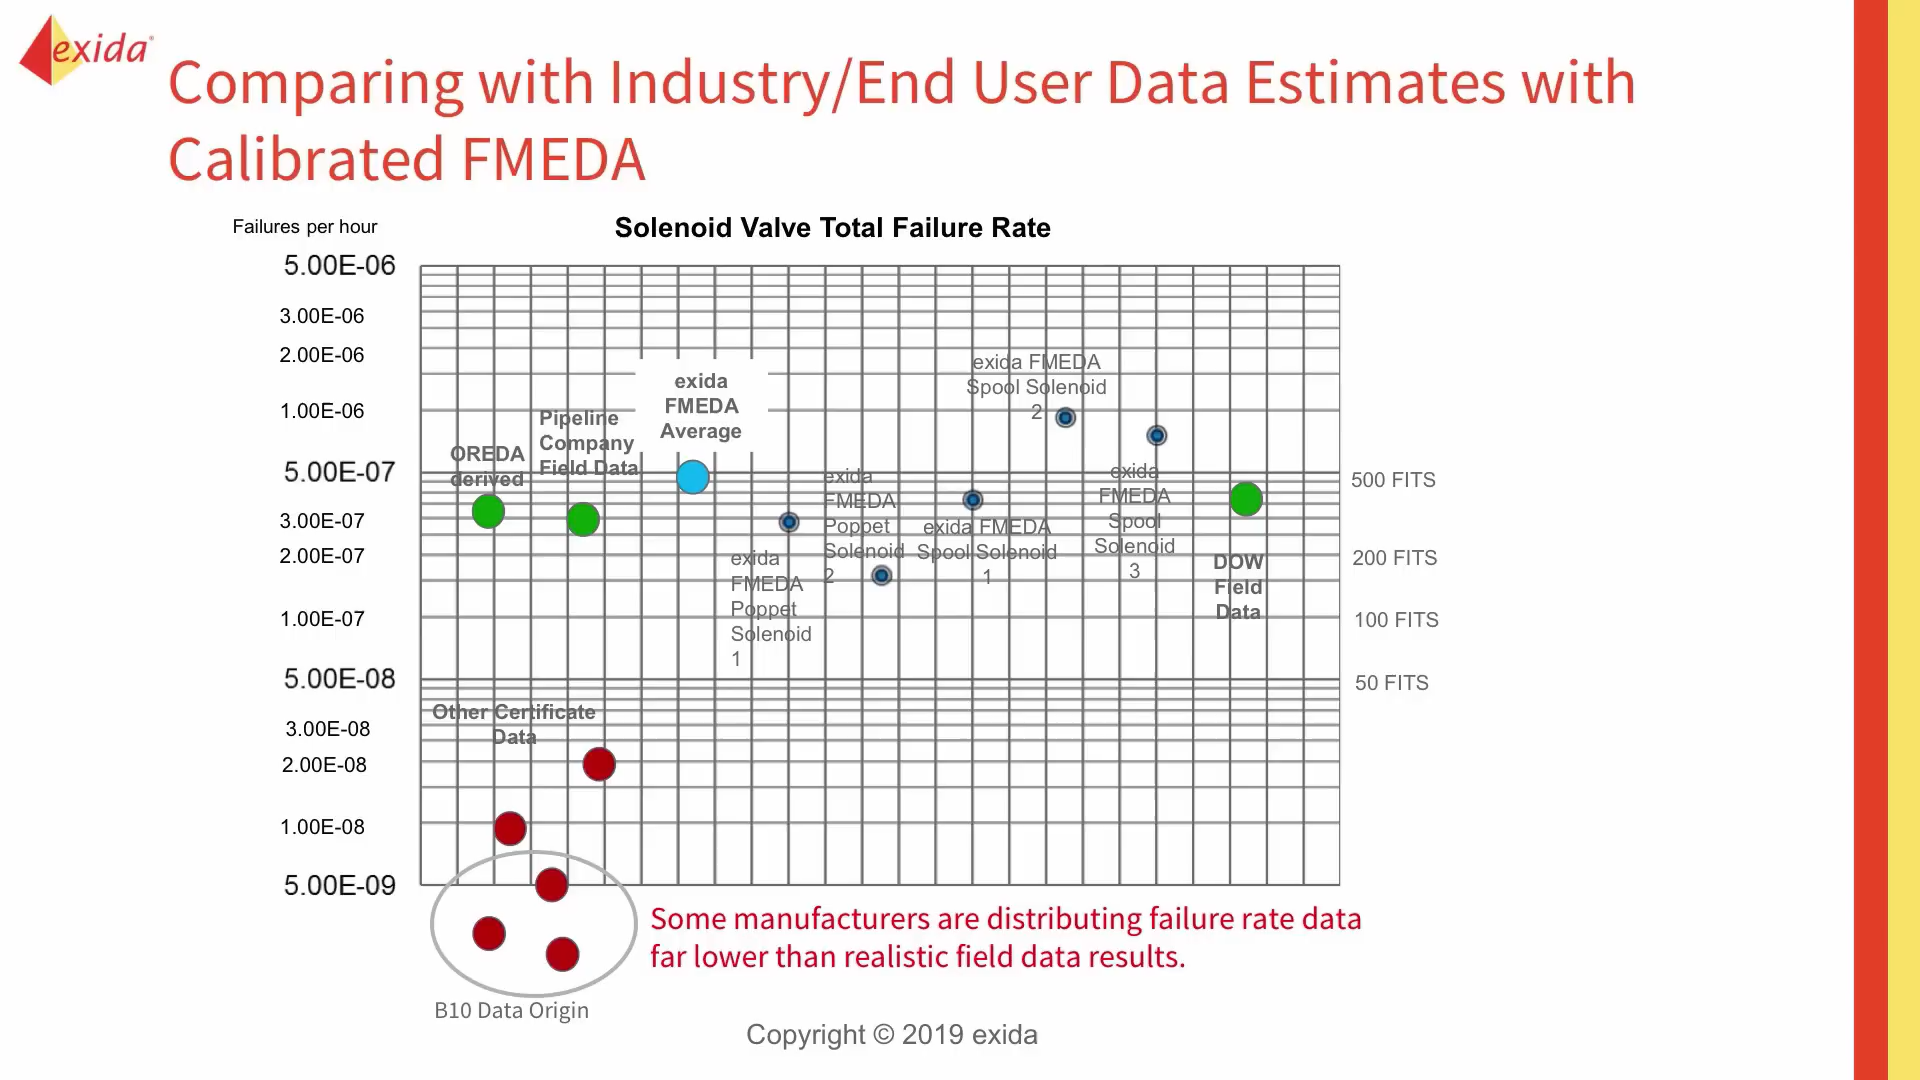 exida
Comparing with Industry/End User Data Estimates with
Calibrated FMEDA
Failures per hour
Solenoid Valve Total Failure Rate
5.00E-06
3.00E-06
2.00E-06
1.00E-06
5.00E-07
3.00E-07
2.00E-07
1.00E-07
5.00E-08
3.00E-08
2.00E-08
1.00E-08
5.00E-09
OREDA
derived
Pipeline
Company
Field Data
exida
FMEDA
Average
exida
FMEDA
Poppet
Solenoid
1
exida
FMEDA
Poppet
Solenoid
2
exida FMEDA
Spool Solenoid
1
exida FMEDA
Spool Solenoid
2
exida
FMEDA
Spool
Solenoid
3
DOW
Field
Data
500 FITS
200 FITS
100 FITS
50 FITS
Other Certificate
Data
Some manufacturers are distributing failure rate data
far lower than realistic field data results.
B10 Data Origin
Copyright © 2019 exida